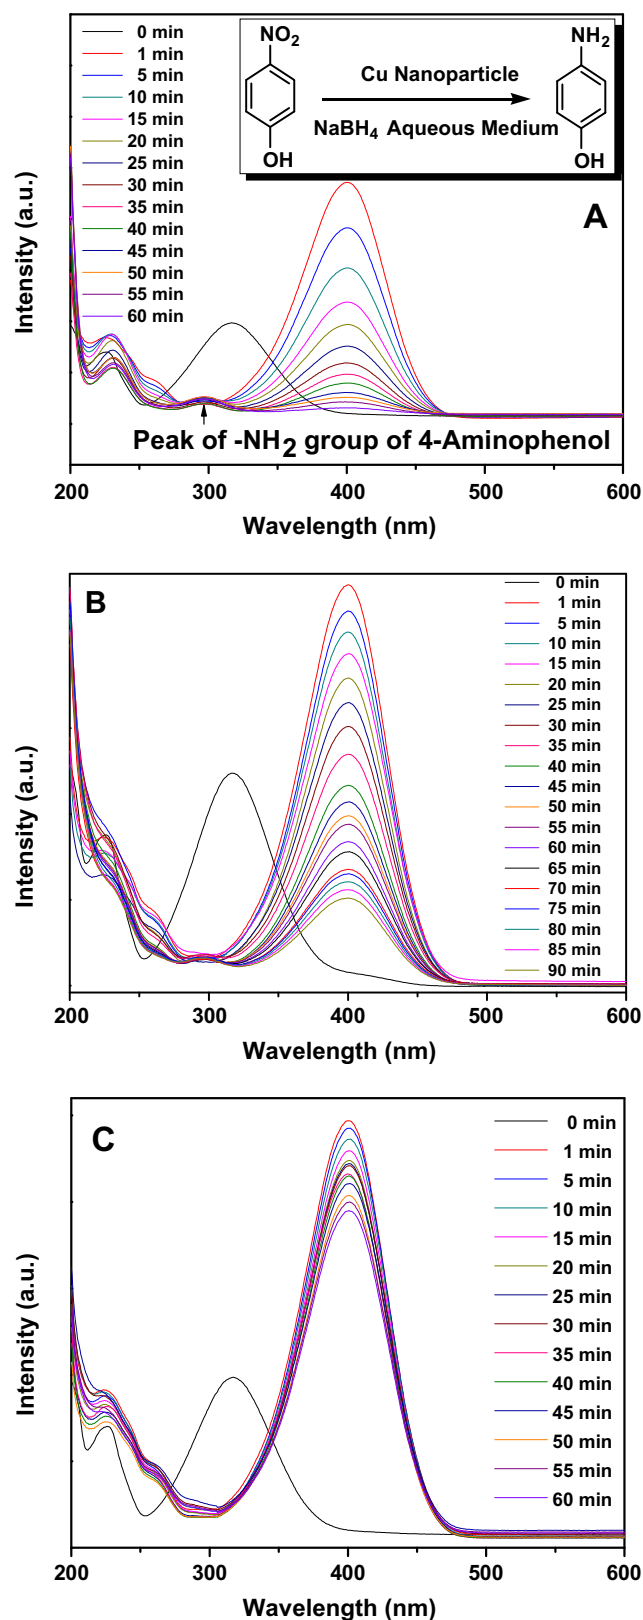 0 min
1 min
5 min
10 min
15 min
20 min
25 min
30 min
35 min
40 min
45 min
50 min
55 min
60 min
NO2
OH
Cu Nanoparticle
NaBH4 Aqueous Medium
NH2
OH
A
Peak of -NH2 group of 4-Aminophenol
Intensity (a.u.)
200 300 400 500 600
Wavelength (nm)
B
0 min
1 min
5 min
10 min
15 min
20 min
25 min
30 min
35 min
40 min
45 min
50 min
55 min
60 min
65 min
70 min
75 min
80 min
85 min
90 min
Intensity (a.u.)
200 300 400 500 600
Wavelength (nm)
C
0 min
1 min
5 min
10 min
15 min
20 min
25 min
30 min
35 min
40 min
45 min
50 min
55 min
60 min
Intensity (a.u.)
200 300 400 500 600
Wavelength (nm)